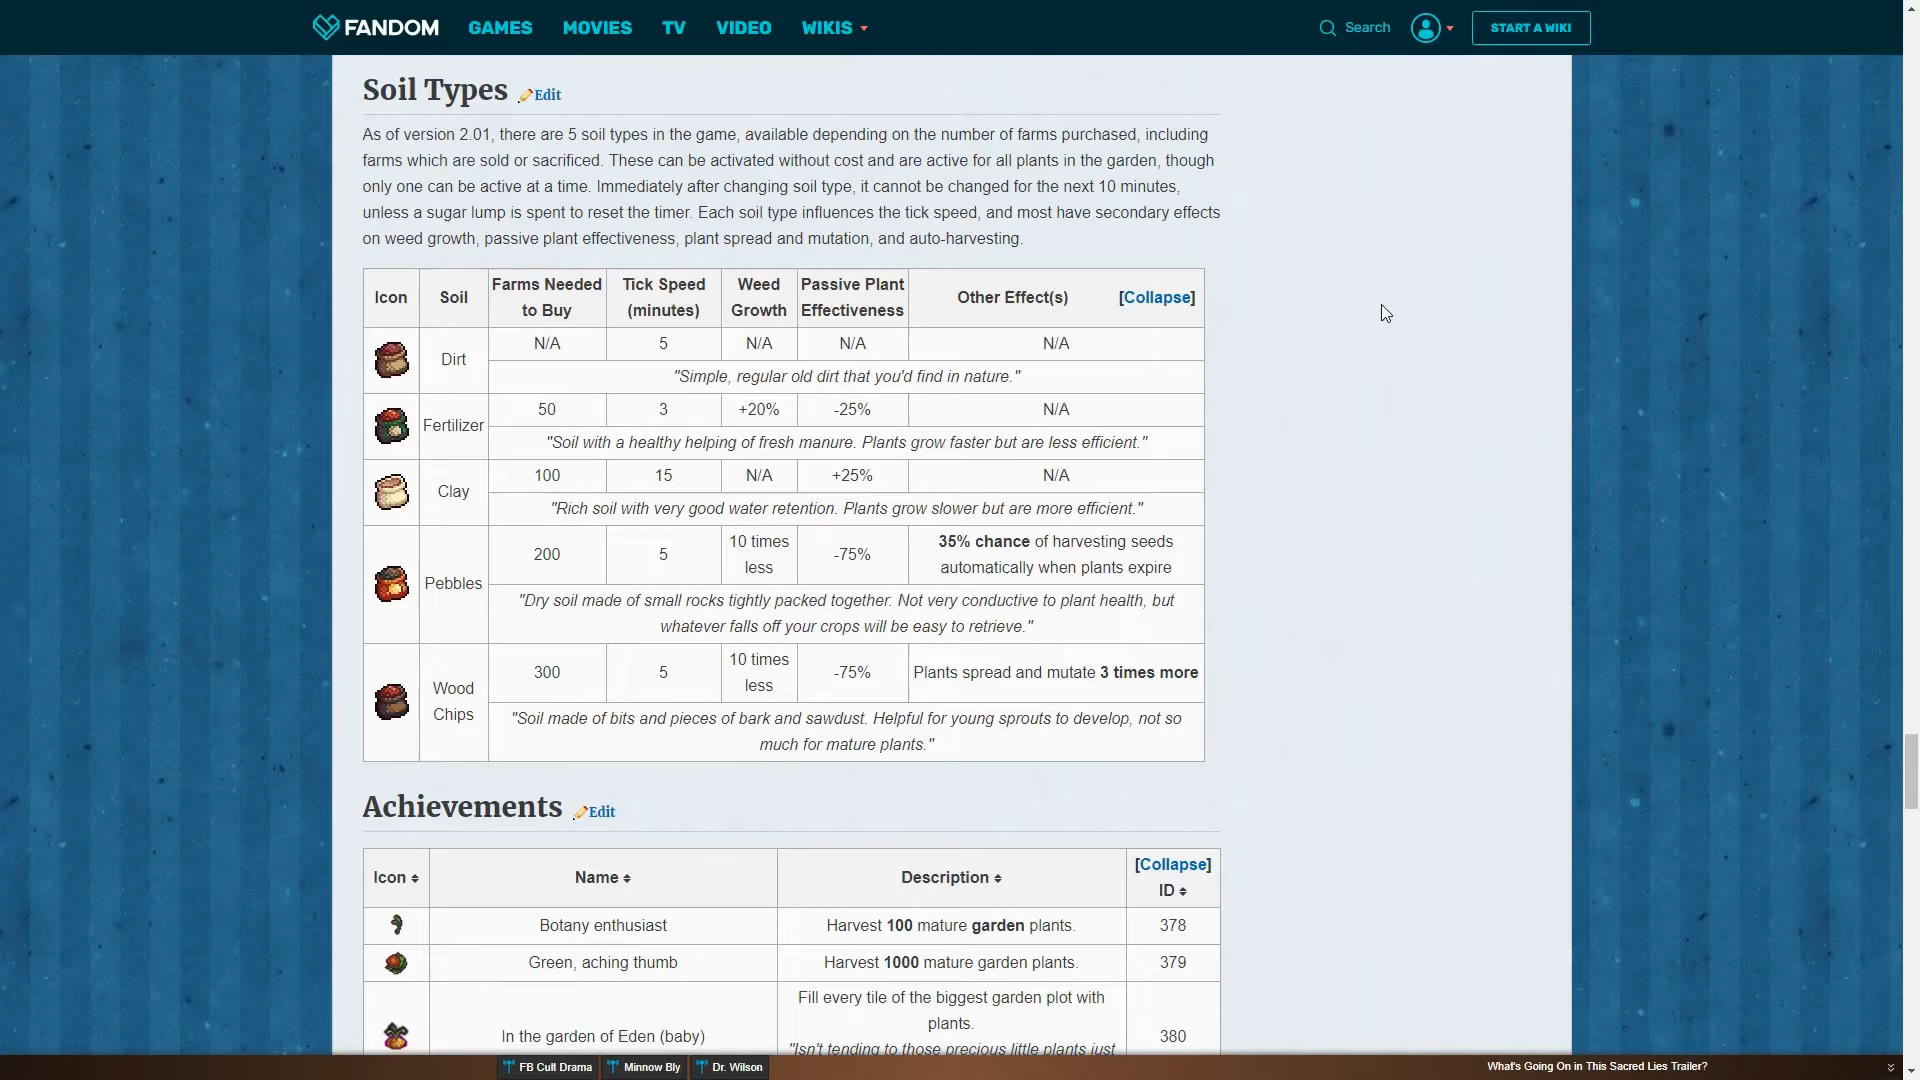 FANDOM GAMES MOVIES TV VIDEO WIKIS Search START A WIKI
Soil Types Edit
As of version 2.01, there are 5 soil types in the game, available depending on the number of farms purchased, including
farms which are sold or sacrificed. These can be activated without cost and are active for all plants in the garden, though
only one can be active at a time. Immediately after changing soil type, it cannot be changed for the next 10 minutes,
unless a sugar lump is spent to reset the timer. Each soil type influences the tick speed, and most have secondary effects
on weed growth, passive plant effectiveness, plant spread and mutation, and auto-harvesting.
Icon Soil Farms Needed to Buy Tick Speed (minutes) Weed Growth Passive Plant Effectiveness Other Effect(s) [Collapse]
Dirt N/A 5 N/A N/A N/A
"Simple, regular old dirt that you'd find in nature."
Fertilizer 50 3 +20% -25% N/A
"Soil with a healthy helping of fresh manure. Plants grow faster but are less efficient."
Clay 100 15 N/A +25% N/A
"Rich soil with very good water retention. Plants grow slower but are more efficient."
Pebbles 200 5 10 times less -75% 35% chance of harvesting seeds automatically when plants expire
"Dry soil made of small rocks tightly packed together. Not very conductive to plant health, but
whatever falls off your crops will be easy to retrieve."
Wood Chips 300 5 10 times less -75% Plants spread and mutate 3 times more
"Soil made of bits and pieces of bark and sawdust. Helpful for young sprouts to develop, not so
much for mature plants."
Achievements Edit
Icon Name Description [Collapse] ID
Botany enthusiast Harvest 100 mature garden plants. 378
Green, aching thumb Harvest 1000 mature garden plants. 379
In the garden of Eden (baby) Fill every tile of the biggest garden plot with plants. 380
"Isn't tending to those precious little plants just
FB Cult Drama Minnow Bly Dr. Wilson What's Going On in This Sacred Lies Trailer?